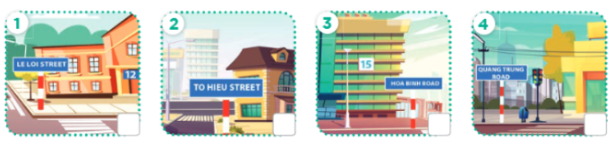 1
LE LOI STREET
12
2
TO HIEU STREET
3
15
HOA BINH ROAD
4
QUANG TRUNG
ROAD